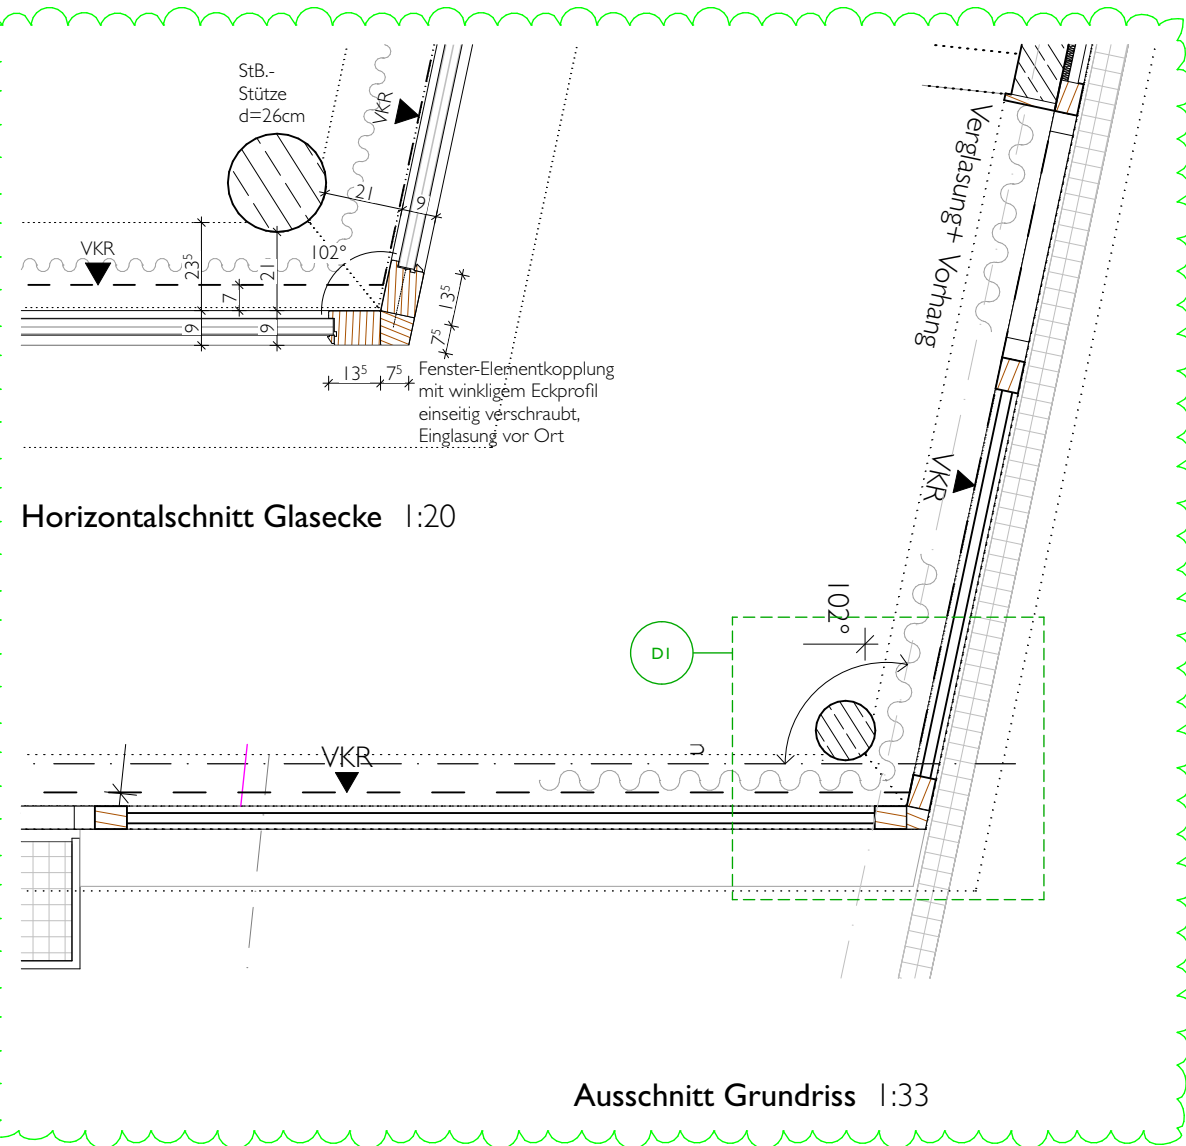 StB.-
Stütze
d=26cm
VKR
21
9
VKR
23⁵
21
102°
7
13⁵
9
9
7⁵
13⁵
7⁵
Fenster-Elementkopplung
mit winkligem Eckprofil
einseitig verschraubt,
Einglasung vor Ort
Horizontalschnitt Glasecke 1:20
Verglasung+ Vorhang
VKR
102°
D1
u
VKR
Ausschnitt Grundriss 1:33